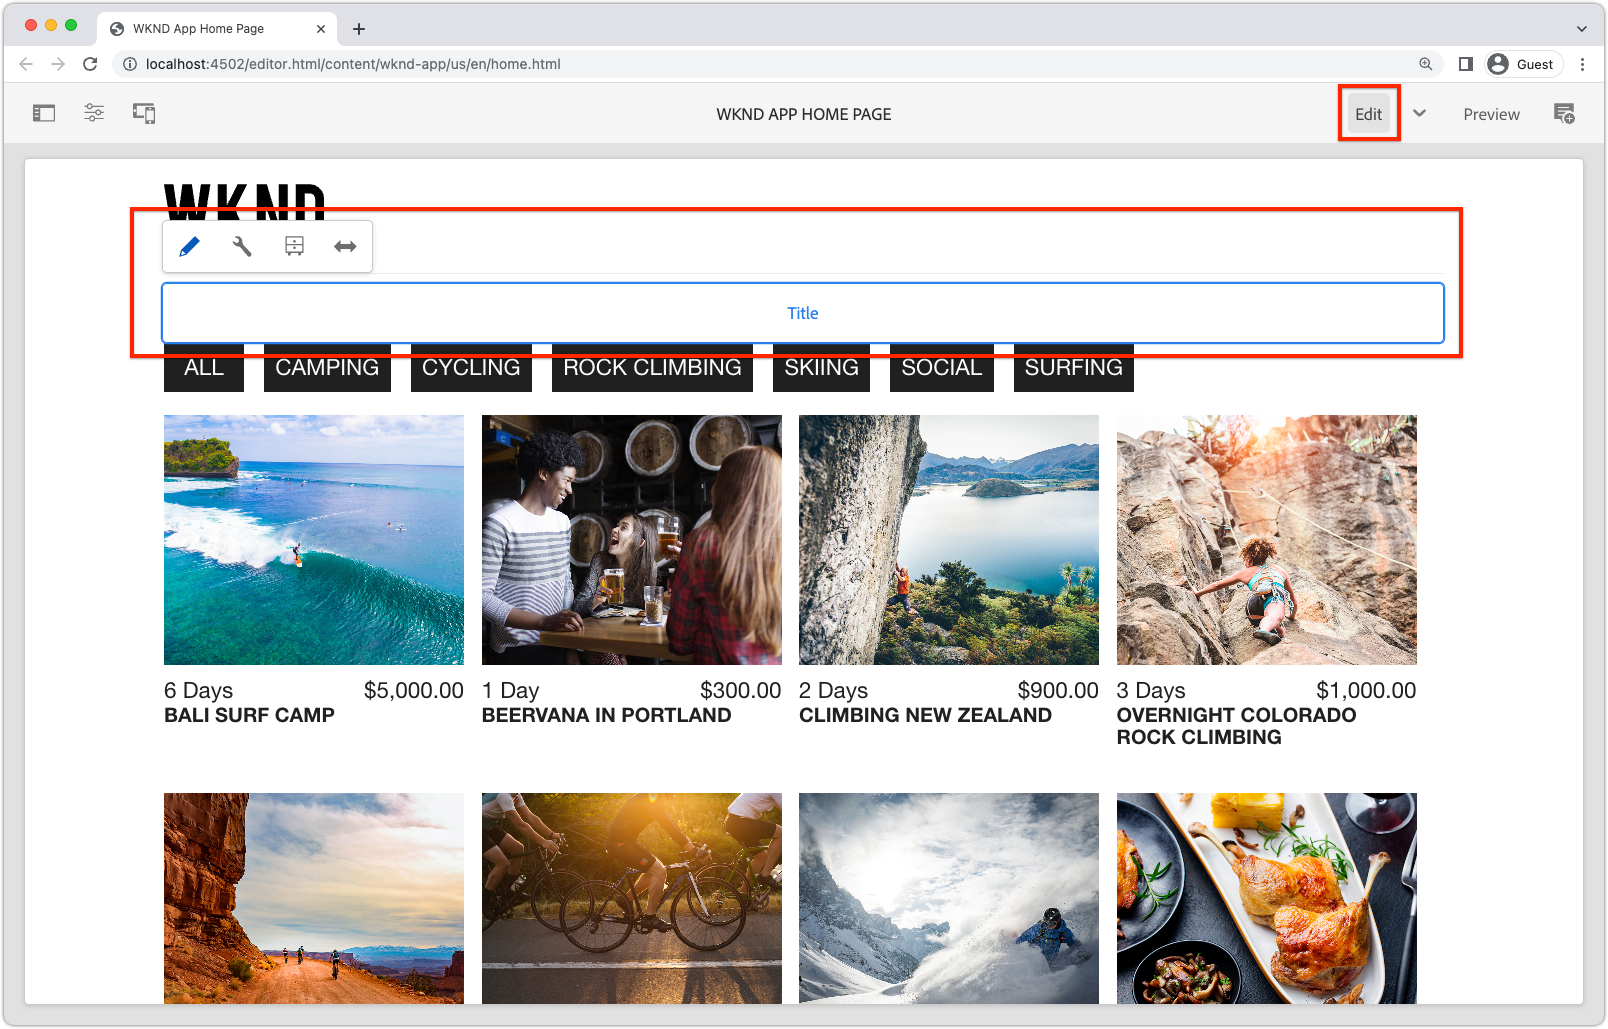 WKND App Home Page
localhost:4502/editor.html/content/wknd-app/us/en/home.html
Guest
WKND APP HOME PAGE
Edit
Preview
WKND
Title
ALL CAMPING CYCLING ROCK CLIMBING SKIING SOCIAL SURFING
6 Days $5,000.00
BALI SURF CAMP
1 Day $300.00
BEERVANA IN PORTLAND
2 Days $900.00
CLIMBING NEW ZEALAND
3 Days $1,000.00
OVERNIGHT COLORADO
ROCK CLIMBING